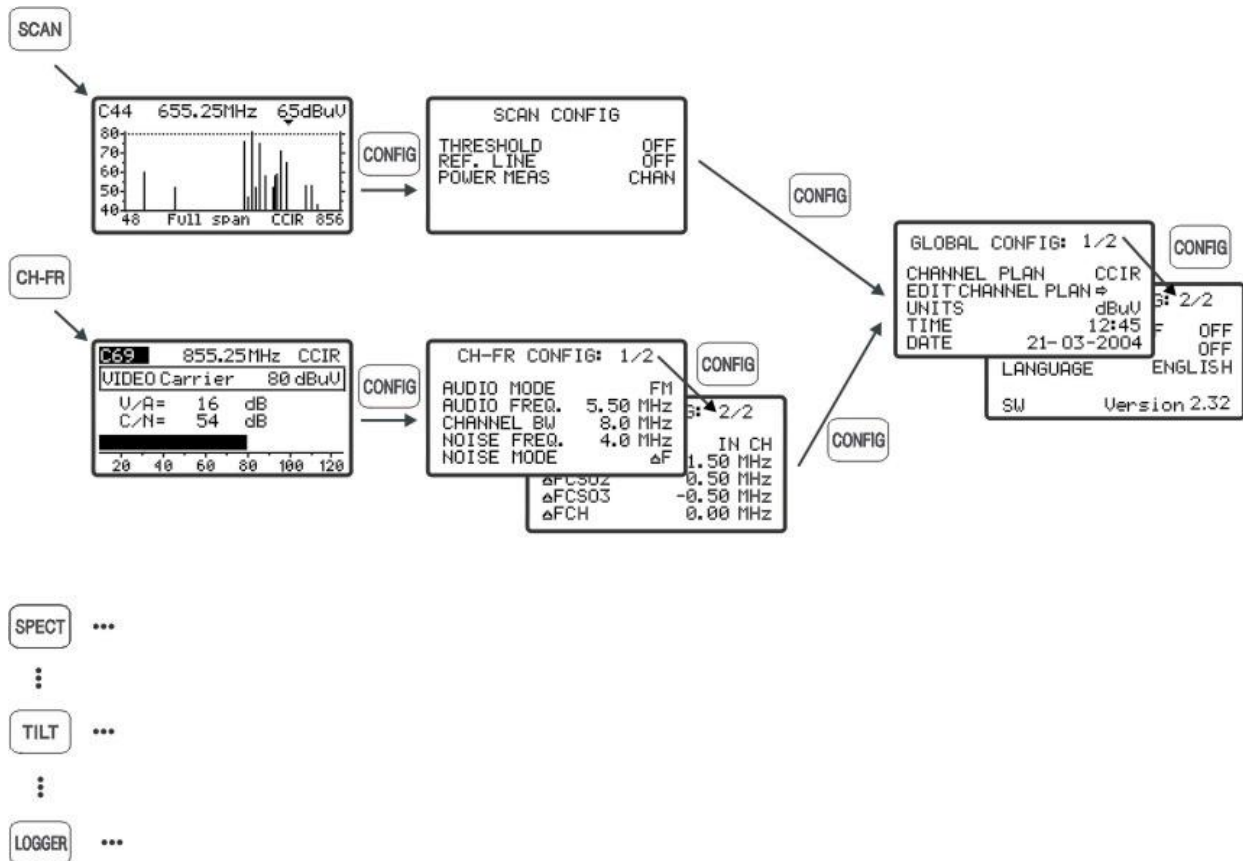 SCAN
C44 655.25MHz 65dBuV
80
70
60
50
40
48 Full span CCIR 856
CONFIG
SCAN CONFIG
THRESHOLD OFF
REF. LINE OFF
POWER MEAS CHAN
CONFIG
CH-FR
C69 855.25MHz CCIR
VIDEO Carrier 80 dBuV
V/A= 16 dB
C/N= 54 dB
20 40 60 80 100 120
CONFIG
CH-FR CONFIG: 1/2
AUDIO MODE FM
AUDIO FREQ. 5.50 MHz
CHANNEL BW 8.0 MHz
NOISE FREQ. 4.0 MHz
NOISE MODE ΔF
CONFIG
2/2
IN CH
1.50 MHz
ΔFCSO2 0.50 MHz
ΔFCSO3 -0.50 MHz
ΔFCH 0.00 MHz
CONFIG
GLOBAL CONFIG: 1/2
CHANNEL PLAN CCIR
EDIT CHANNEL PLAN ⇨
UNITS dBuV
TIME 12:45
DATE 21-03-2004
CONFIG
2/2
OFF
OFF
LANGUAGE ENGLISH
SW Version 2.32
SPECT •••
TILT •••
LOGGER •••